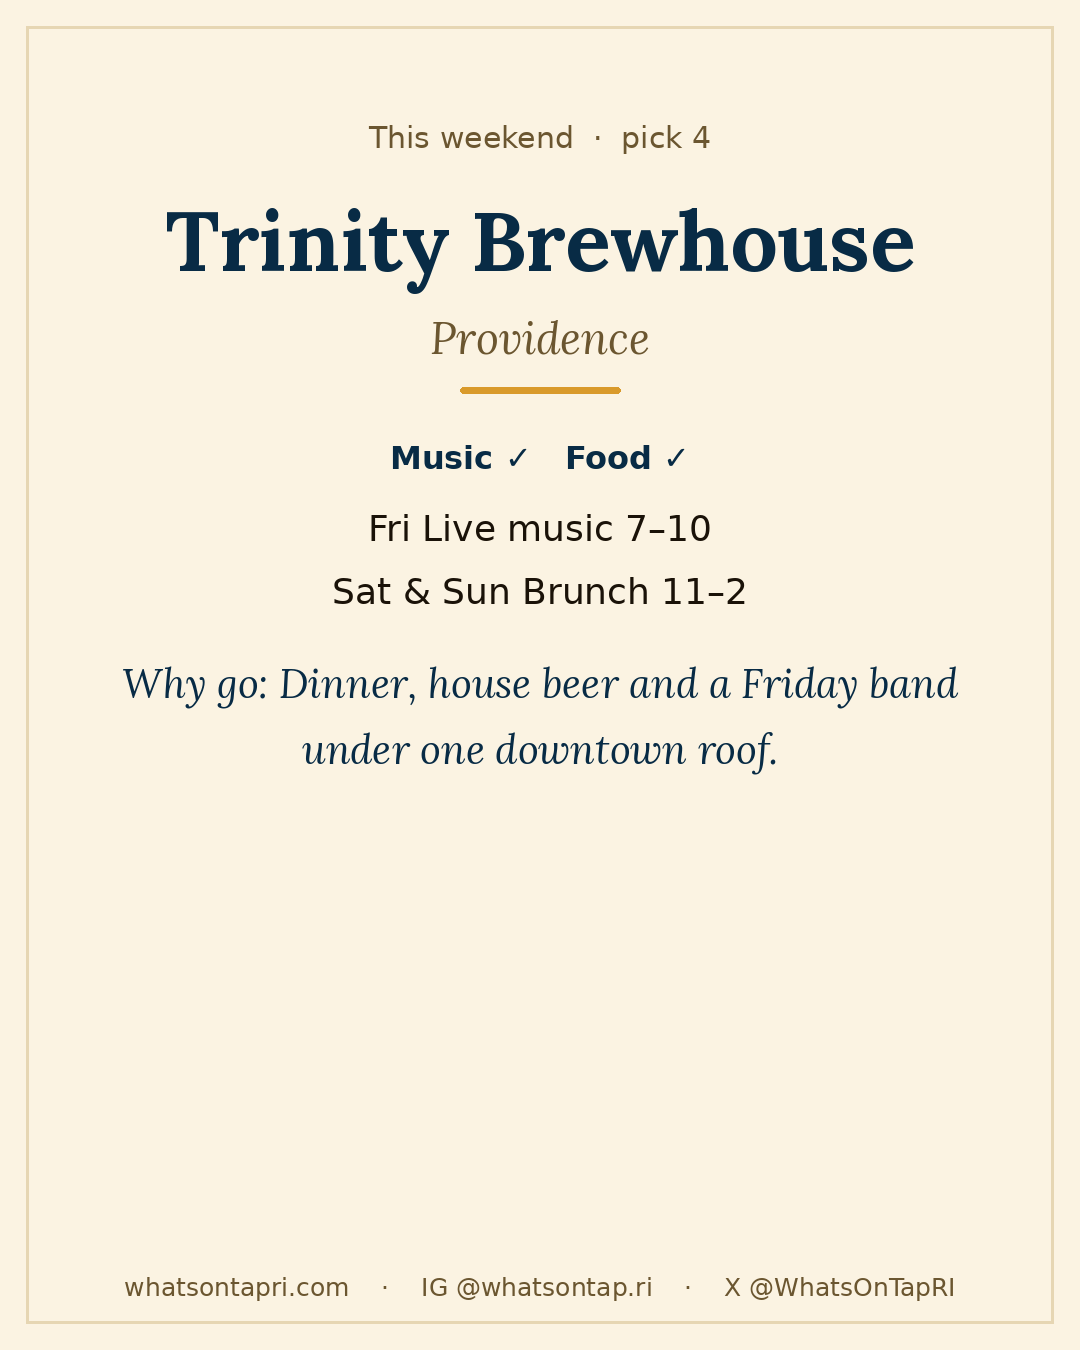 This weekend · pick 4
Trinity Brewhouse
Providence
Music ✓ Food ✓
Fri Live music 7–10
Sat & Sun Brunch 11–2
Why go: Dinner, house beer and a Friday band
under one downtown roof.
whatsontapri.com · IG @whatsontap.ri · X @WhatsOnTapRI